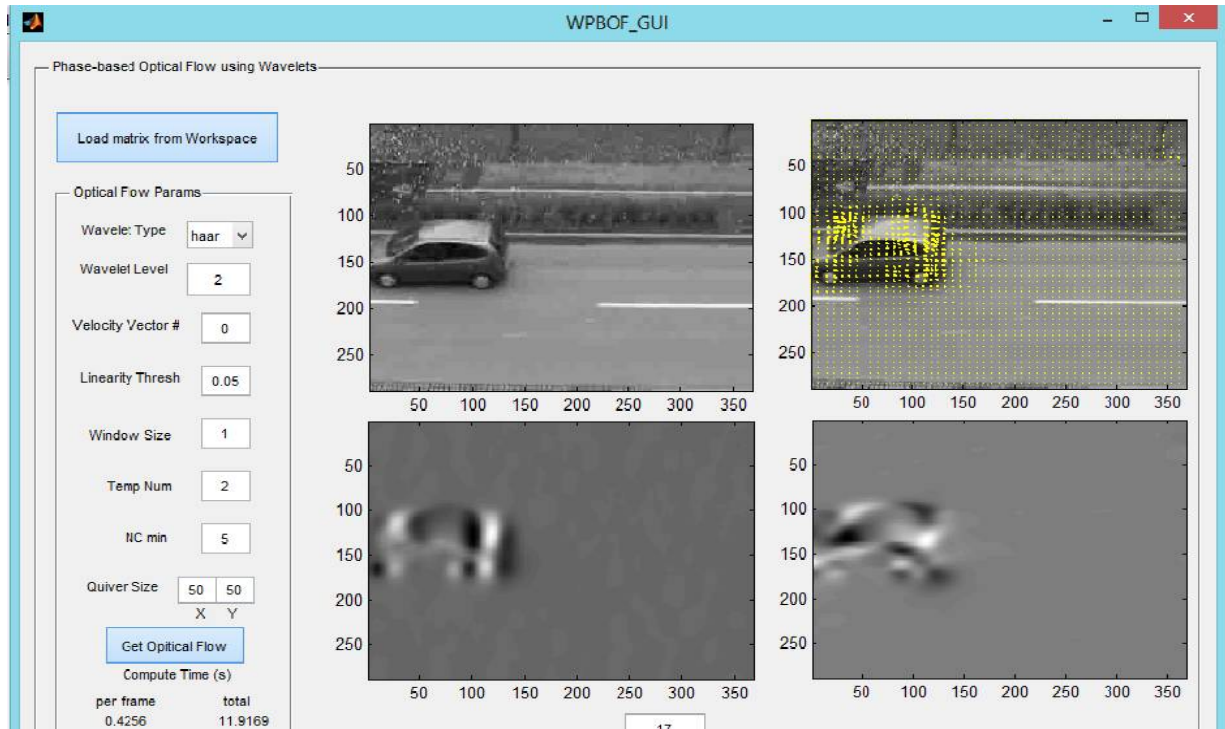 WPBOF_GUI
Phase-based Optical Flow using Wavelets
Load matrix from Workspace
Optical Flow Params
Wavelet Type haar
Wavelet Level 2
Velocity Vector # 0
Linearity Thresh 0.05
Window Size 1
Temp Num 2
NC min 5
Quiver Size 50 50
X Y
Get Opitical Flow
Compute Time (s)
per frame total
0.4256 11.9169
50
100
150
200
250
50 100 150 200 250 300 350
50
100
150
200
250
50 100 150 200 250 300 350
50
100
150
200
250
50 100 150 200 250 300 350
50
100
150
200
250
50 100 150 200 250 300 350
17